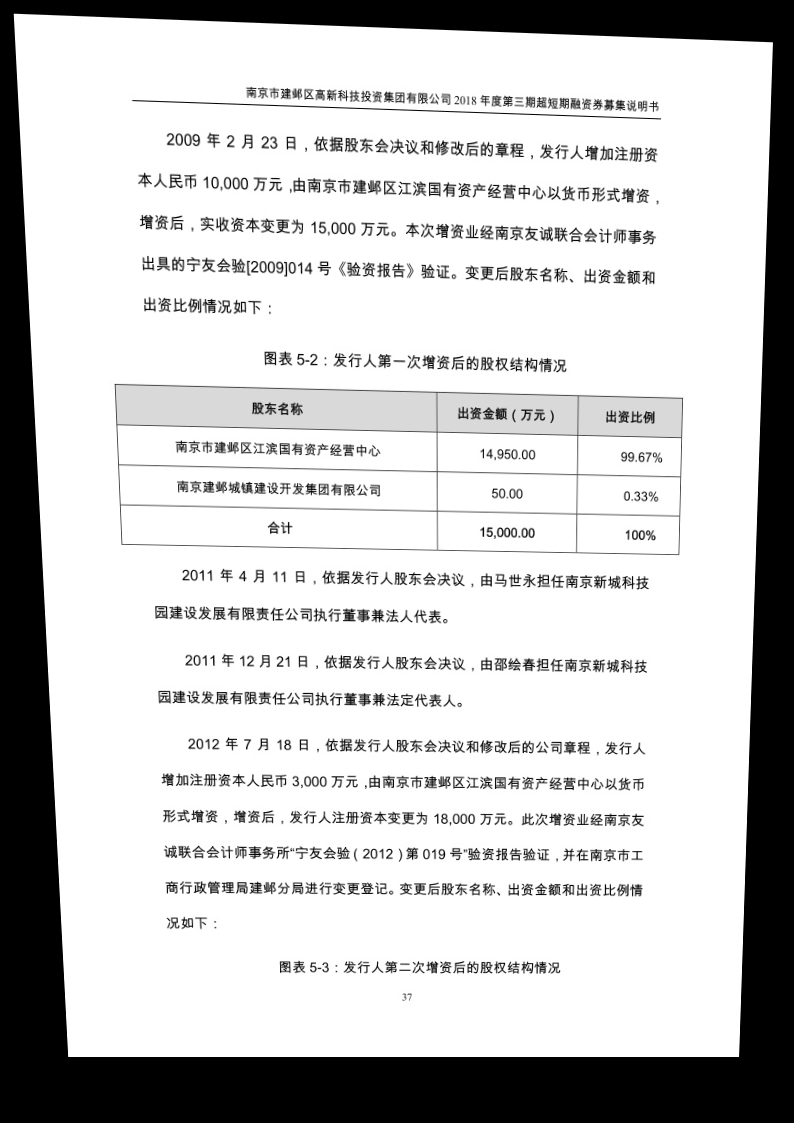 南京市建邺区高新科技投资集团有限公司 2018 年度第三期超短期融资券募集说明书
2009 年 2 月 23 日，依据股东会决议和修改后的章程，发行人增加注册资
本人民币 10,000 万元，由南京市建邺区江滨国有资产经营中心以货币形式增资，
增资后，实收资本变更为 15,000 万元。本次增资业经南京友诚联合会计师事务
出具的宁友会验[2009]014 号《验资报告》验证。变更后股东名称、出资金额和
出资比例情况如下：
图表 5-2：发行人第一次增资后的股权结构情况
股东名称 出资金额（万元） 出资比例
南京市建邺区江滨国有资产经营中心 14,950.00 99.67%
南京建邺城镇建设开发集团有限公司 50.00 0.33%
合计 15,000.00 100%
2011 年 4 月 11 日，依据发行人股东会决议，由马世永担任南京新城科技
园建设发展有限责任公司执行董事兼法人代表。
2011 年 12 月 21 日，依据发行人股东会决议，由邵绘春担任南京新城科技
园建设发展有限责任公司执行董事兼法定代表人。
2012 年 7 月 18 日，依据发行人股东会决议和修改后的公司章程，发行人
增加注册资本人民币 3,000 万元，由南京市建邺区江滨国有资产经营中心以货币
形式增资，增资后，发行人注册资本变更为 18,000 万元。此次增资业经南京友
诚联合会计师事务所“宁友会验（2012）第 019 号”验资报告验证，并在南京市工
商行政管理局建邺分局进行变更登记。变更后股东名称、出资金额和出资比例情
况如下：
图表 5-3：发行人第二次增资后的股权结构情况
37